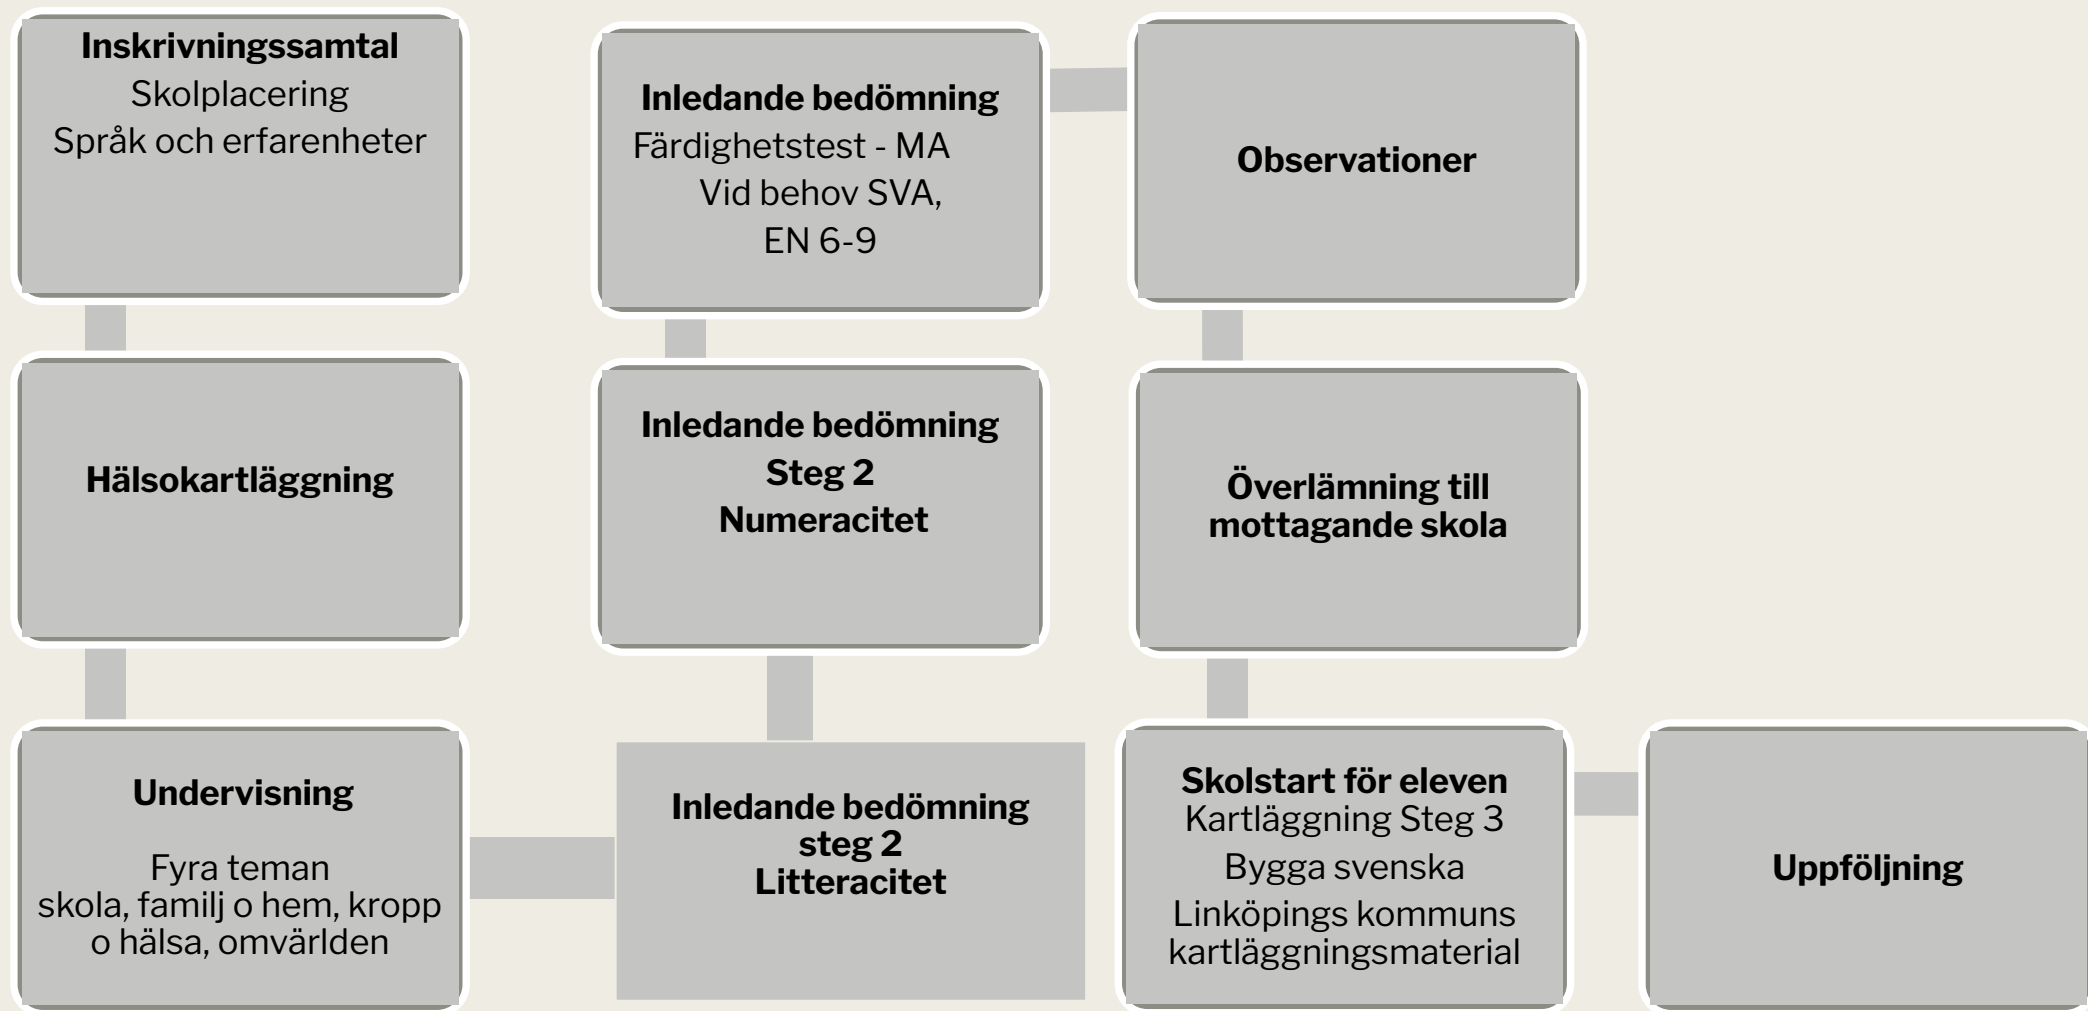 Inskrivningssamtal
Skolplacering
Språk och erfarenheter
Hälsokartläggning
Undervisning
Fyra teman
skola, familj o hem, kropp
o hälsa, omvärlden
Inledande bedömning
steg 2
Litteracitet
Inledande bedömning
Steg 2
Numeracitet
Inledande bedömning
Färdighetstest - MA
Vid behov SVA,
EN 6-9
Observationer
Överlämning till
mottagande skola
Skolstart för eleven
Kartläggning Steg 3
Bygga svenska
Linköpings kommuns
kartläggningsmaterial
Uppföljning